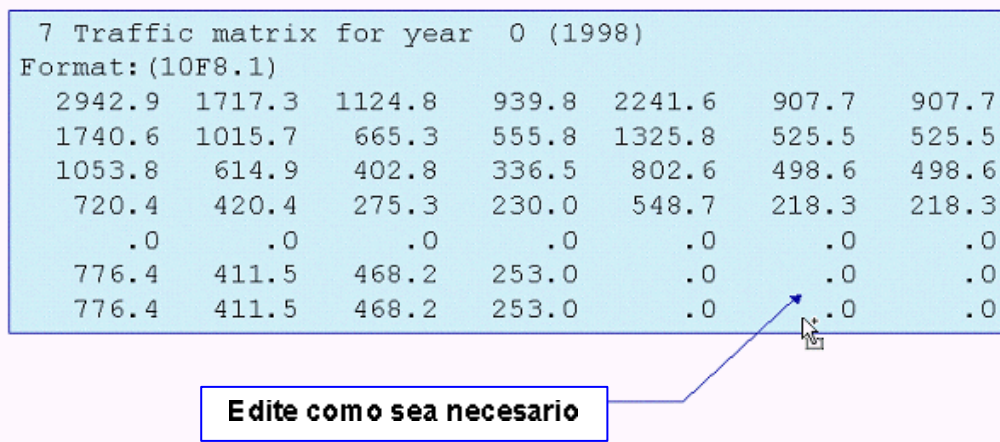 7 Traffic matrix for year 0 (1998)
Format:(10F8.1)
2942.9 1717.3 1124.8 939.8 2241.6 907.7 907.7
1740.6 1015.7 665.3 555.8 1325.8 525.5 525.5
1053.8 614.9 402.8 336.5 802.6 498.6 498.6
720.4 420.4 275.3 230.0 548.7 218.3 218.3
.0 .0 .0 .0 .0 .0 .0
776.4 411.5 468.2 253.0 .0 .0 .0
776.4 411.5 468.2 253.0 .0 .0 .0
Edite como sea necesario